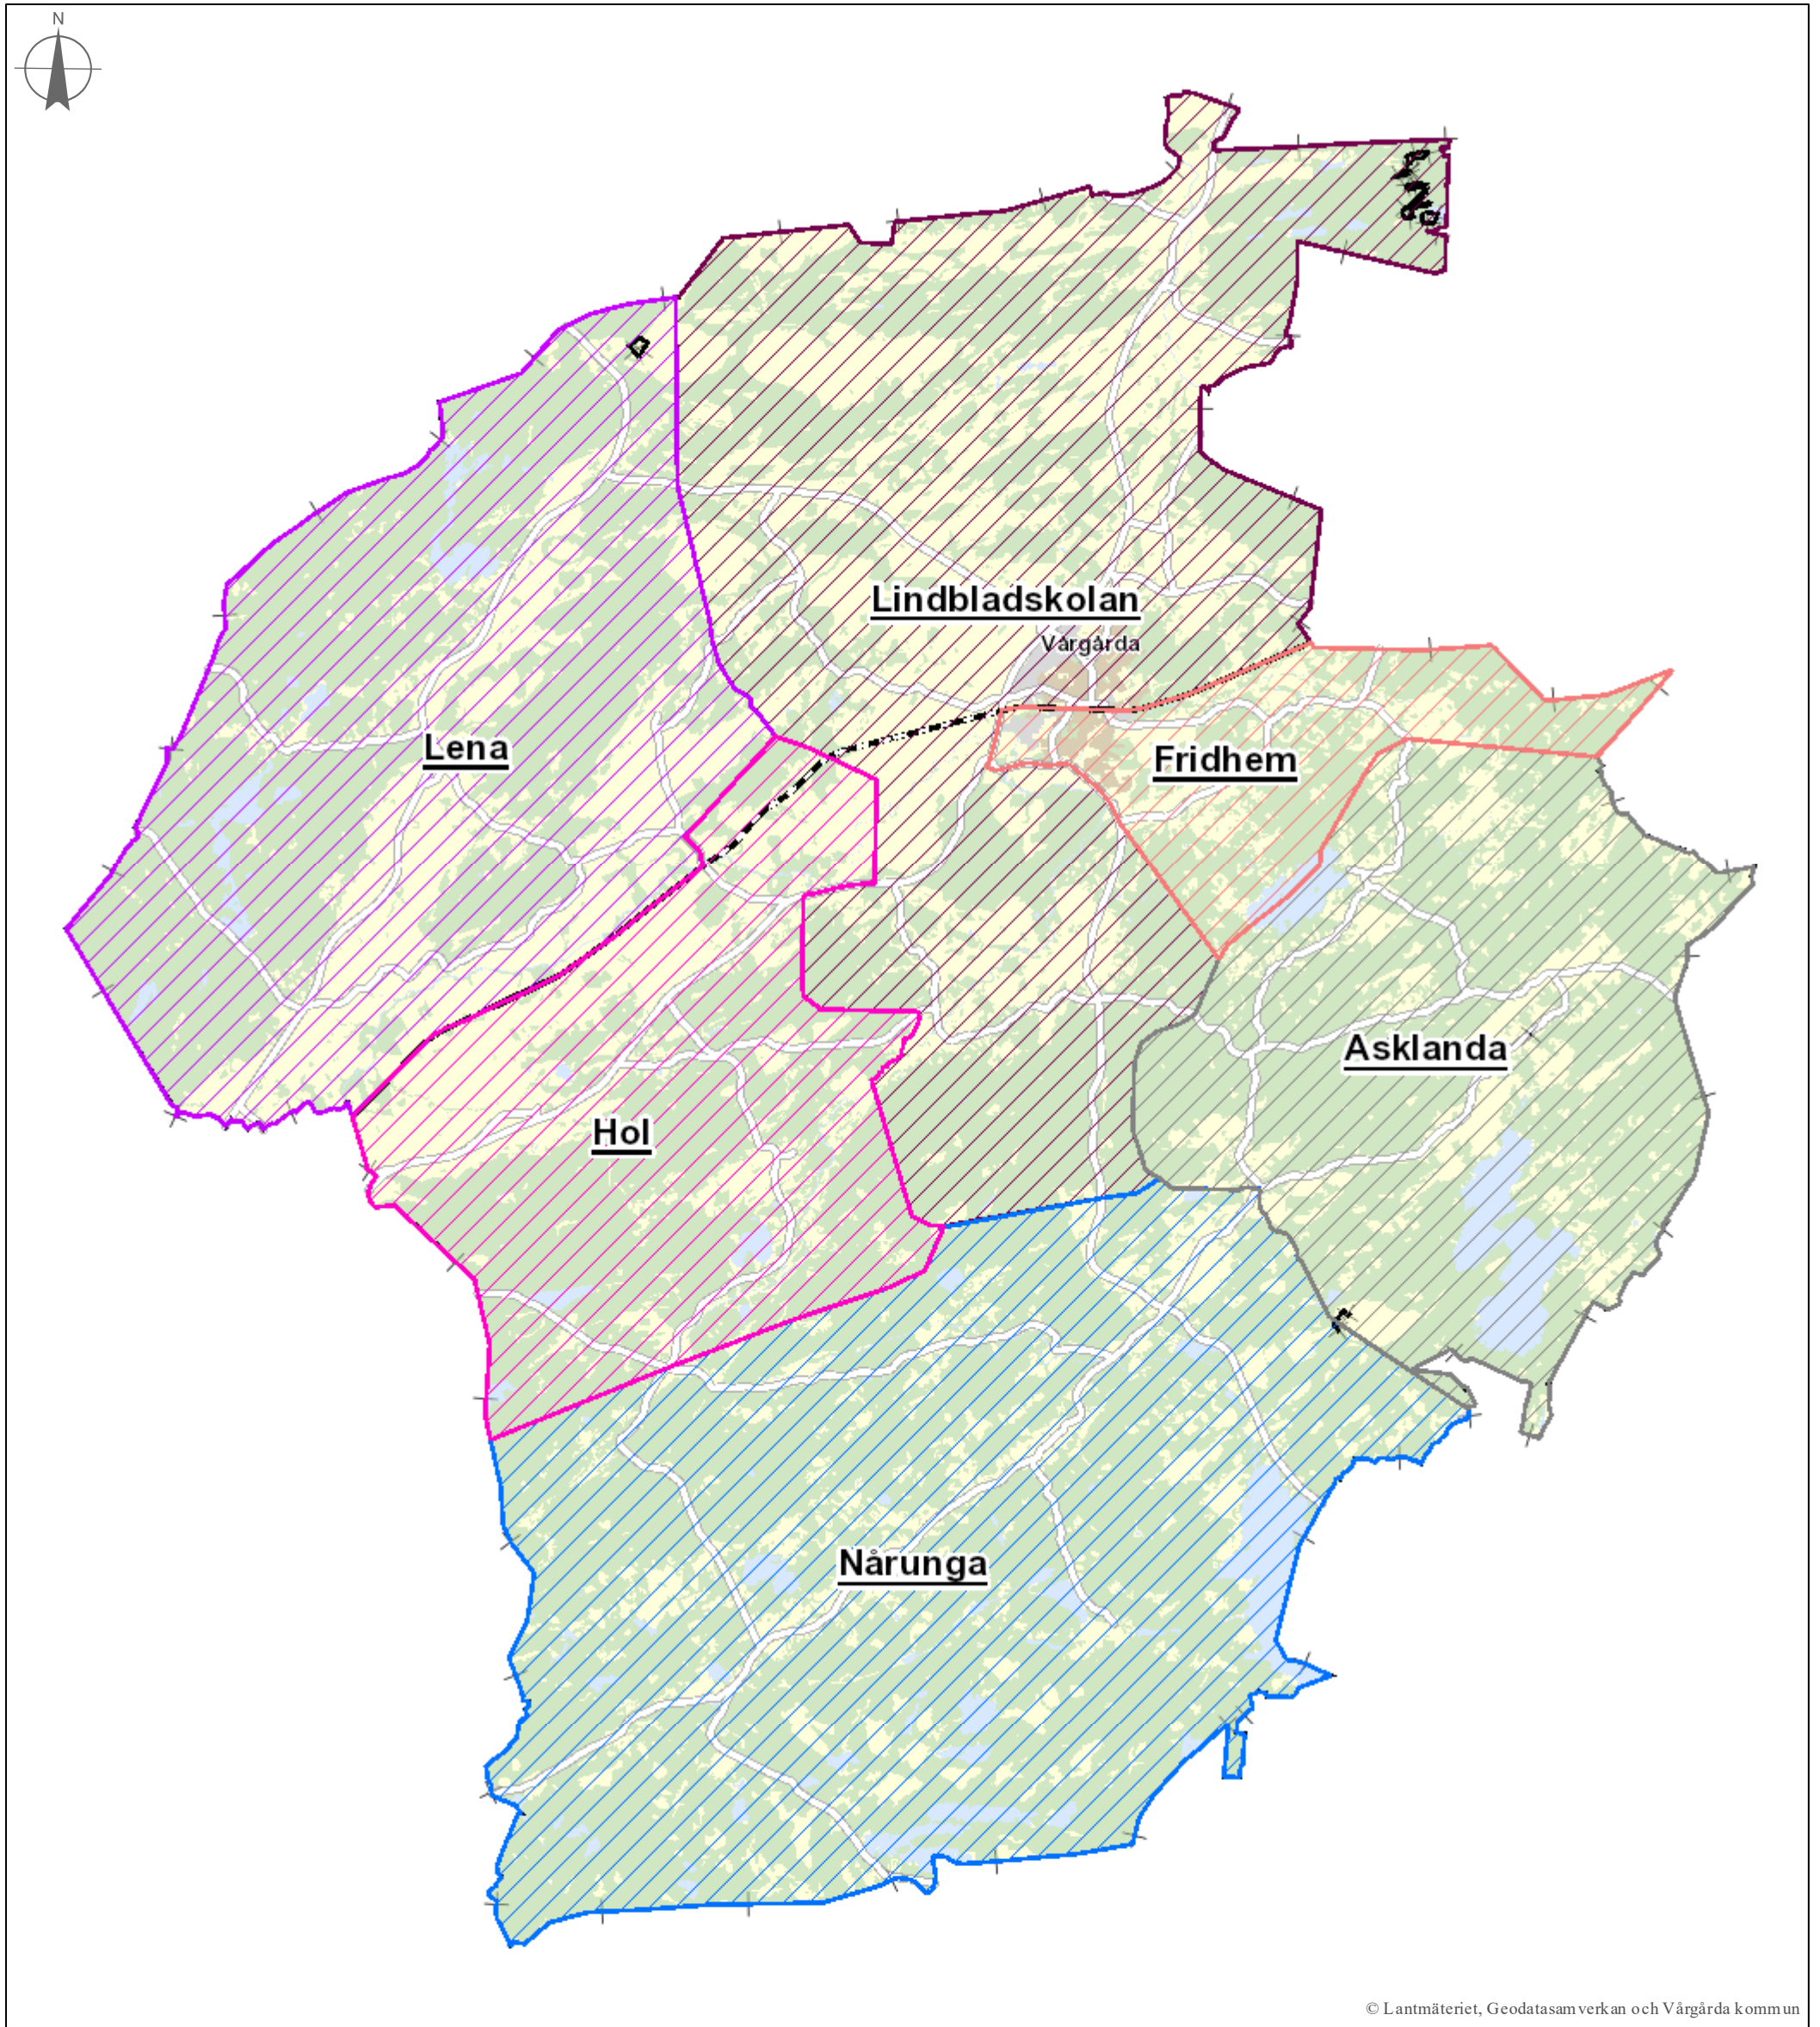 N
Lindbladskolan
Vårgårda
Lena
Fridhem
Asklanda
Hol
Nårunga
© Lantmäteriet, Geodatasamverkan och Vårgårda kommun